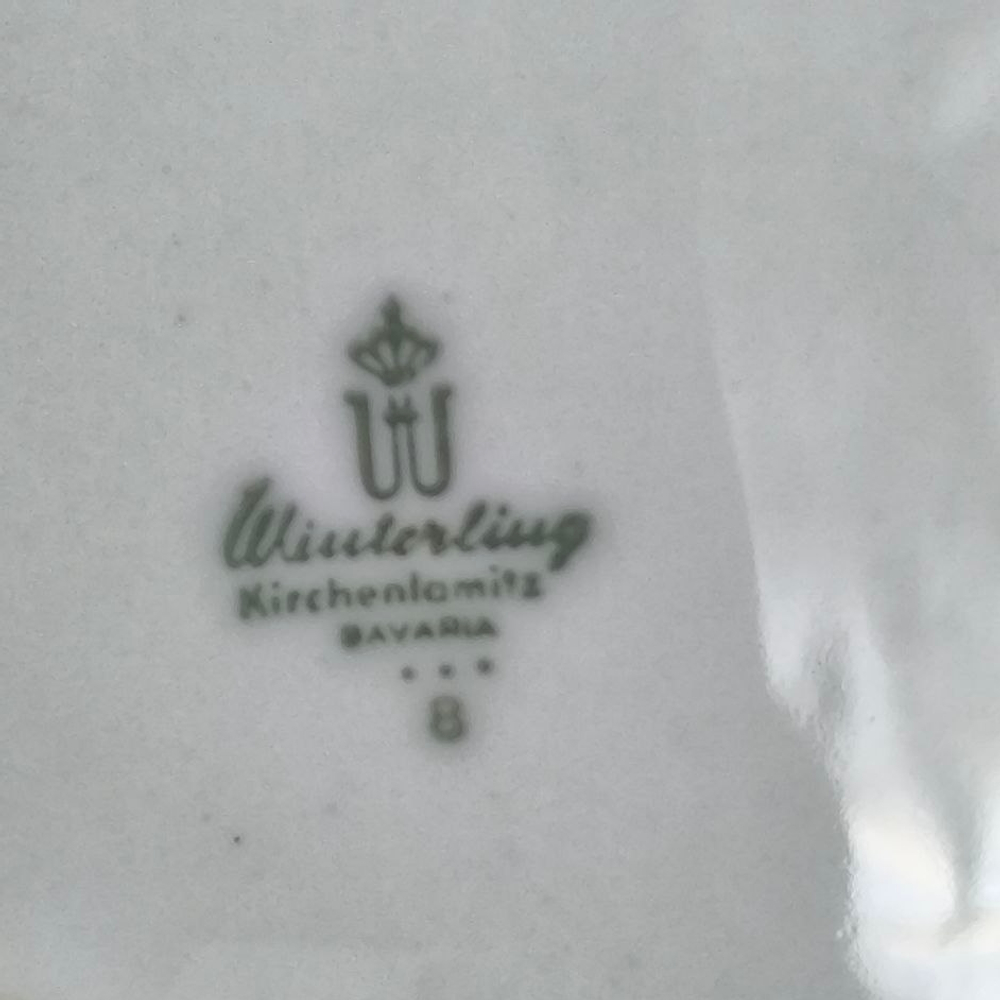 W
Winterling
Kirchenlamitz
BAVARIA
• • •
8